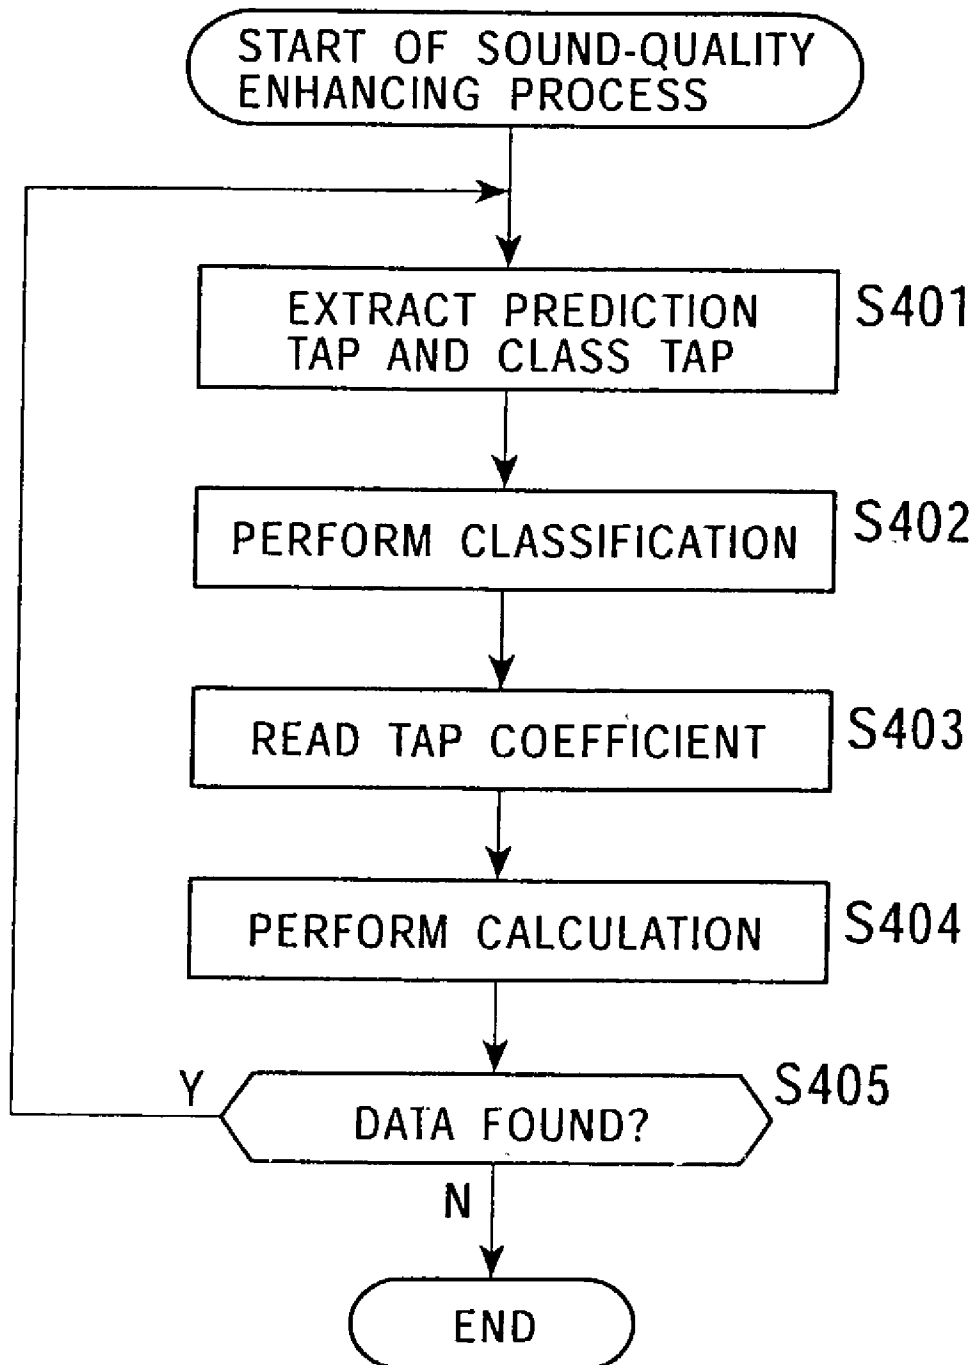 START OF SOUND-QUALITY
ENHANCING PROCESS
EXTRACT PREDICTION
TAP AND CLASS TAP
S401
PERFORM CLASSIFICATION
S402
READ TAP COEFFICIENT
S403
PERFORM CALCULATION
S404
Y
DATA FOUND?
S405
N
END